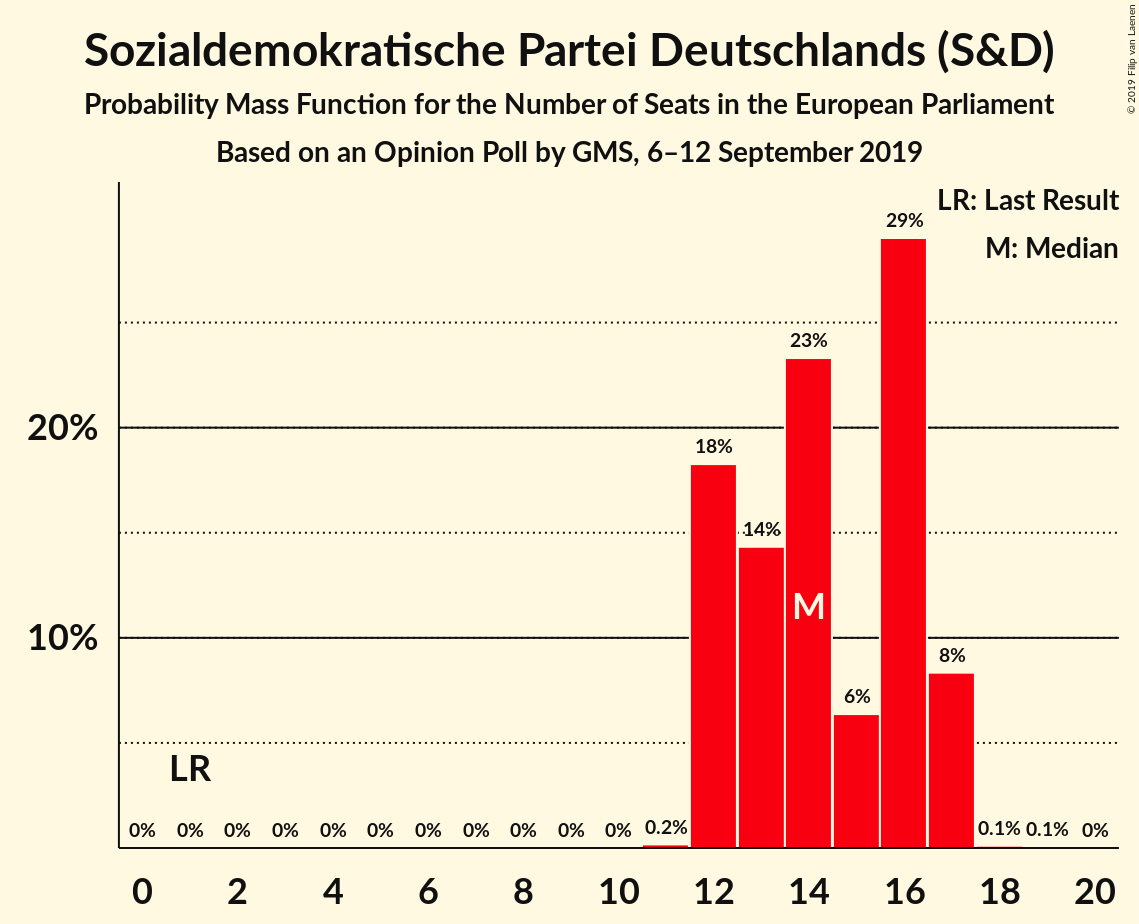 Sozialdemokratische Partei Deutschlands (S&D)
Probability Mass Function for the Number of Seats in the European Parliament
Based on an Opinion Poll by GMS, 6–12 September 2019
© 2019 Filip van Laenen
LR: Last Result
M: Median
29%
23%
20%
18%
14%
M
10%
8%
6%
LR
0% 0% 0% 0% 0% 0% 0% 0% 0% 0% 0% 0.2% 0.1% 0.1% 0%
0 2 4 6 8 10 12 14 16 18 20